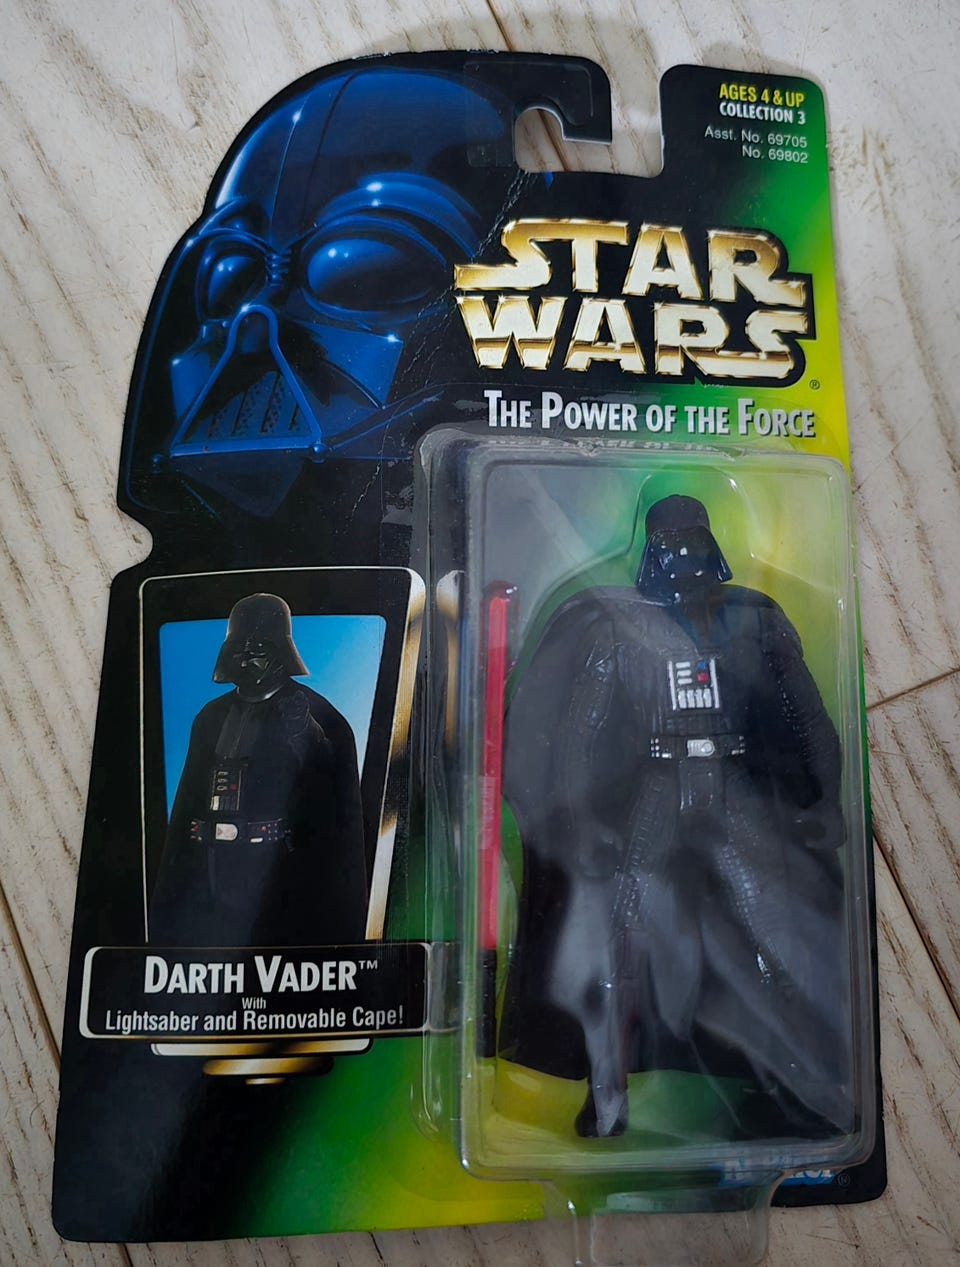 AGES 4 & UP
COLLECTION 3
Asst. No. 69705
No. 69802
STAR
WARS
®
THE POWER OF THE FORCE
DARTH VADER™
With
Lightsaber and Removable Cape!
®